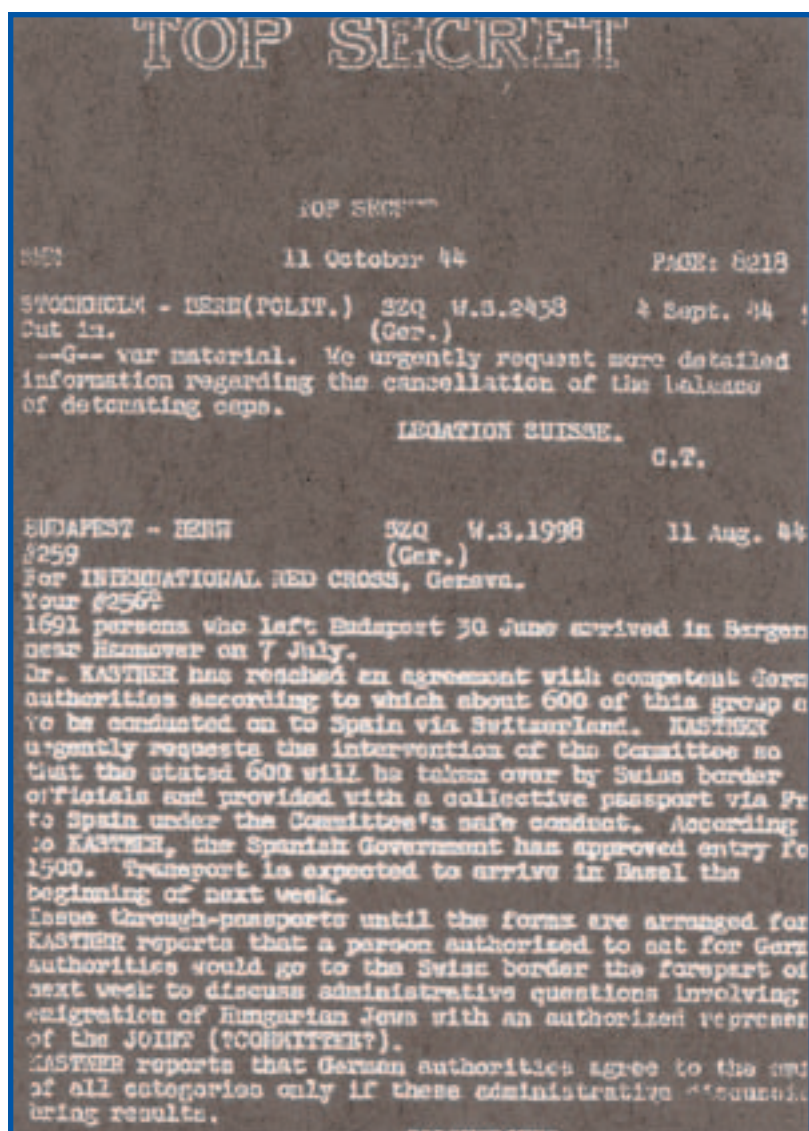 TOP SECRET
TOP SECR
11 October 44 PAGE: 8218
STOCKHOLM - BERN(POLIT.) SZQ W.S.2438 4 Sept. 44
Cut in. (Ger.)
--G-- war material. We urgently request more detailed
information regarding the cancellation of the balance
of detonating caps.
LEGATION SUISSE.
C.T.
BUDAPEST - BERN SZQ W.S.1998 11 Aug. 44
#259 (Ger.)
For INTERNATIONAL RED CROSS, Geneva.
Your #256?
1691 persons who left Budapest 30 June arrived in Bergen
near Hannover on 7 July.
Dr. KASTNER has reached an agreement with competent Germ
authorities according to which about 600 of this group a
to be conducted on to Spain via Switzerland. KASTNER
urgently requests the intervention of the Committee so
that the stated 600 will be taken over by Swiss border
officials and provided with a collective passport via Fr
to Spain under the Committee's safe conduct. According
to KASTNER, the Spanish Government has approved entry fo
1500. Transport is expected to arrive in Basel the
beginning of next week.
Issue through-passports until the forms are arranged for
KASTNER reports that a person authorized to act for Germ
authorities would go to the Swiss border the forepart of
next week to discuss administrative questions involving
emigration of Hungarian Jews with an authorized represen
of the JOINT (?COMMITTEE?).
KASTNER reports that German authorities agree to the
of all categories only if these administrative discussi
bring results.